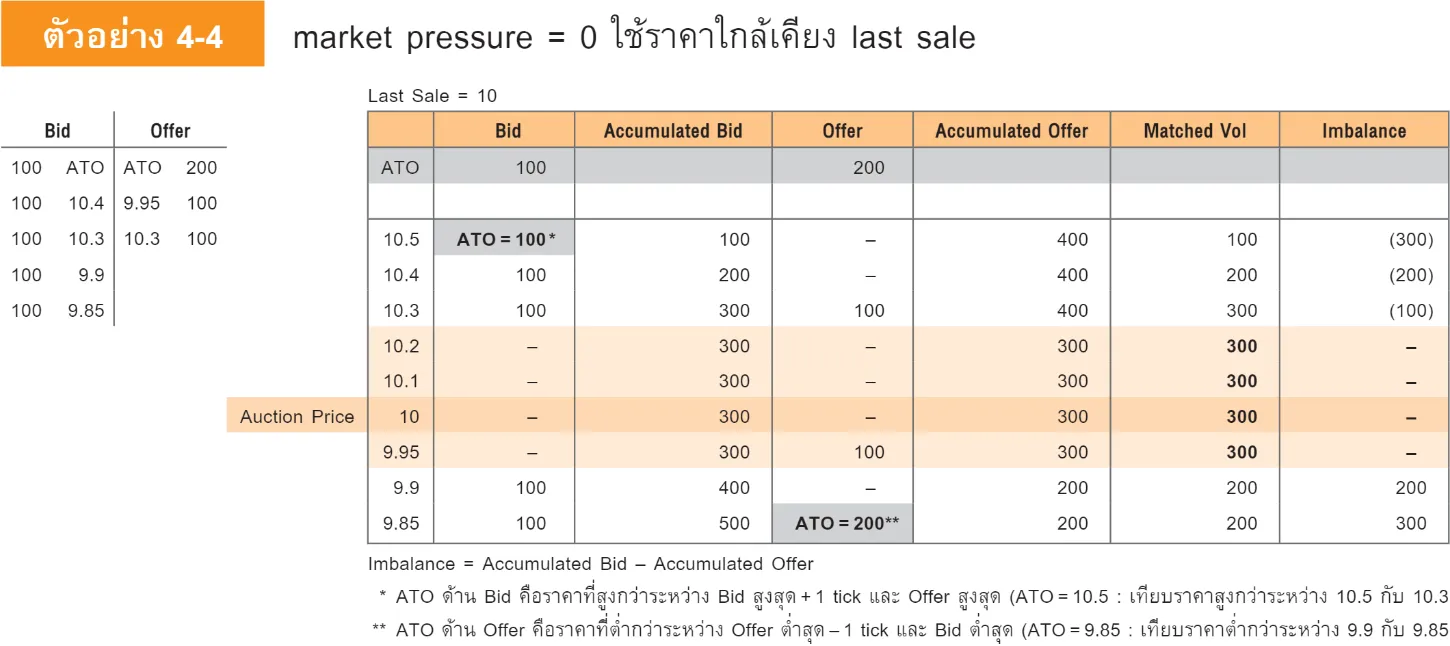 ตัวอย่าง 4-4 market pressure = 0 ใช้ราคาใกล้เคียง last sale
Last Sale = 10
Bid Offer
100 ATO ATO 200
100 10.4 9.95 100
100 10.3 10.3 100
100 9.9
100 9.85
Bid Accumulated Bid Offer Accumulated Offer Matched Vol Imbalance
ATO 100 200
10.5 ATO = 100* 100 – 400 100 (300)
10.4 100 200 – 400 200 (200)
10.3 100 300 100 400 300 (100)
10.2 – 300 – 300 300 –
10.1 – 300 – 300 300 –
Auction Price 10 – 300 – 300 300 –
9.95 – 300 100 300 300 –
9.9 100 400 – 200 200 200
9.85 100 500 ATO = 200** 200 200 300
Imbalance = Accumulated Bid – Accumulated Offer
* ATO ด้าน Bid คือราคาที่สูงกว่าระหว่าง Bid สูงสุด + 1 tick และ Offer สูงสุด (ATO = 10.5 : เทียบราคาสูงกว่าระหว่าง 10.5 กับ 10.3
** ATO ด้าน Offer คือราคาที่ต่ำกว่าระหว่าง Offer ต่ำสุด – 1 tick และ Bid ต่ำสุด (ATO = 9.85 : เทียบราคาต่ำกว่าระหว่าง 9.9 กับ 9.85